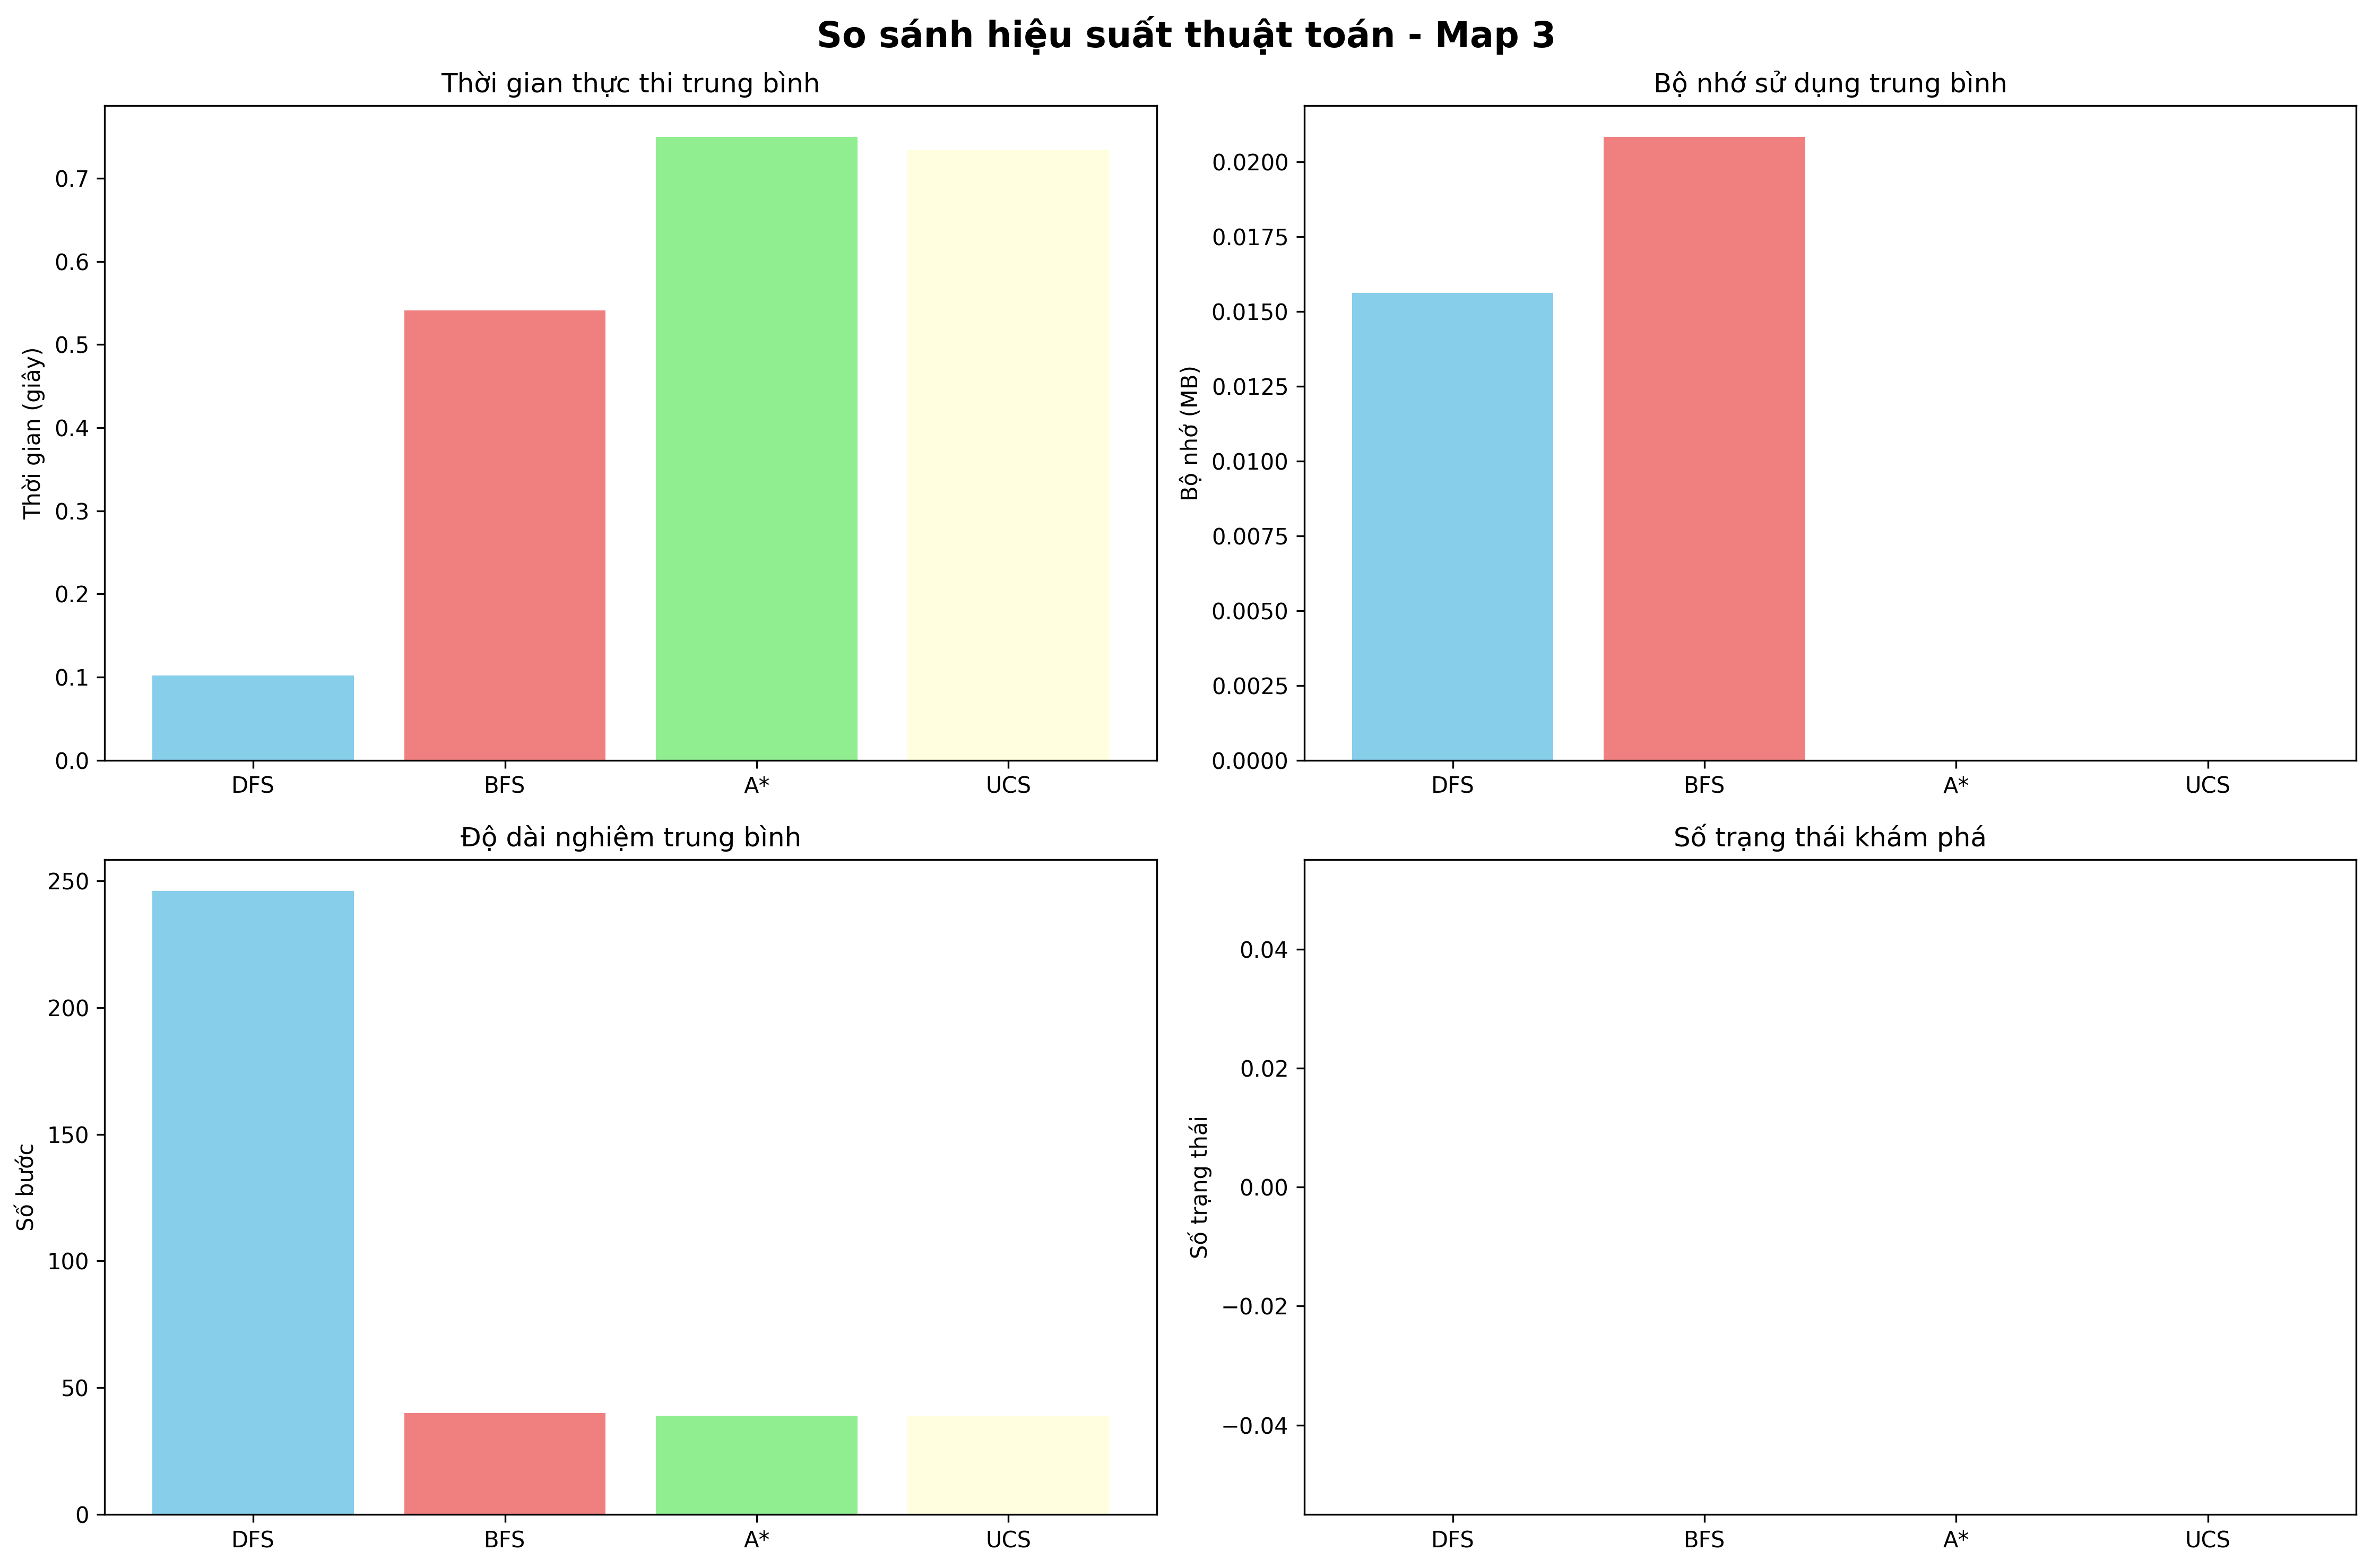 So sánh hiệu suất thuật toán - Map 3
Thời gian thực thi trung bình
Thời gian (giây)
0.7
0.6
0.5
0.4
0.3
0.2
0.1
0.0
DFS BFS A* UCS
Bộ nhớ sử dụng trung bình
Bộ nhớ (MB)
0.0200
0.0175
0.0150
0.0125
0.0100
0.0075
0.0050
0.0025
0.0000
DFS BFS A* UCS
Độ dài nghiệm trung bình
Số bước
250
200
150
100
50
0
DFS BFS A* UCS
Số trạng thái khám phá
Số trạng thái
0.04
0.02
0.00
−0.02
−0.04
DFS BFS A* UCS